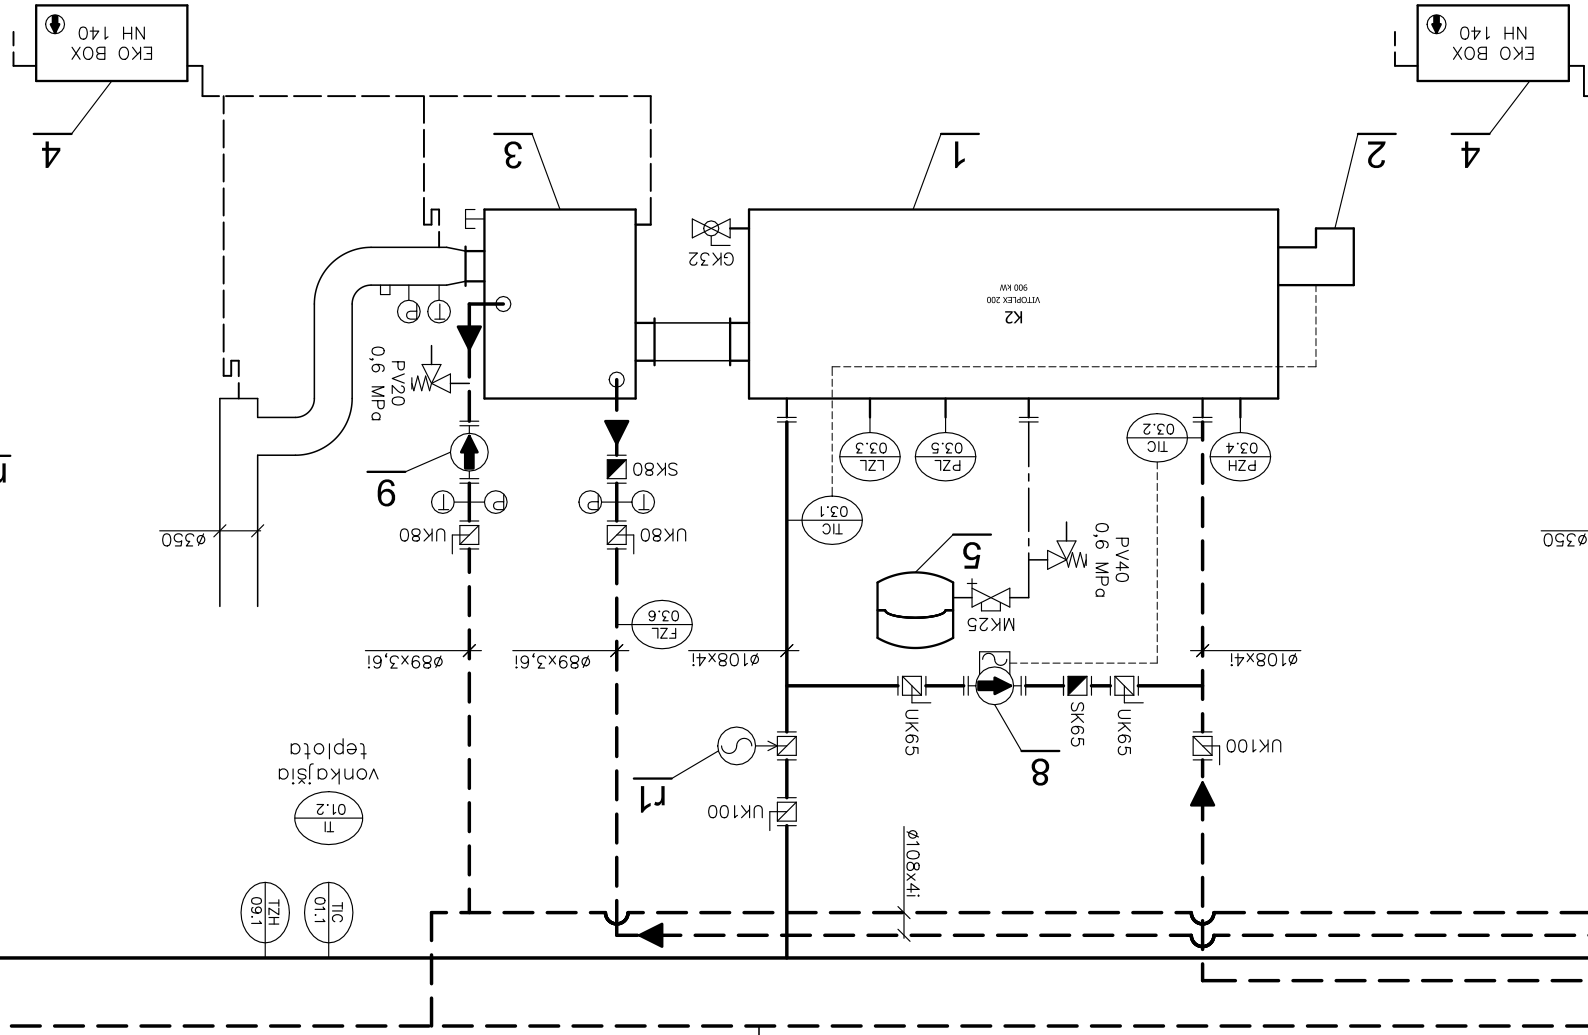 TIC
01.1
TZH
09.1
ø108x4i
TI
01.2
vonkajšia
teplota
UK100
r1
UK100
8
UK65
SK65
UK65
ø108x4i
ø108x4i
ø89x3,6i
ø89x3,6i
MK25
FZL
03.6
5
PV40
0,6 MPa
ø350
TIC
03.1
UK80
UK80
ø350
T
P
P
T
6
SK80
PZH
03.4
TIC
03.2
PZL
03.5
LZL
03.3
PV20
0,6 MPa
T
P
K2
VITOPLEX 200
900 kW
GK32
4
2
1
3
4
EKO BOX
NH 140
EKO BOX
NH 140